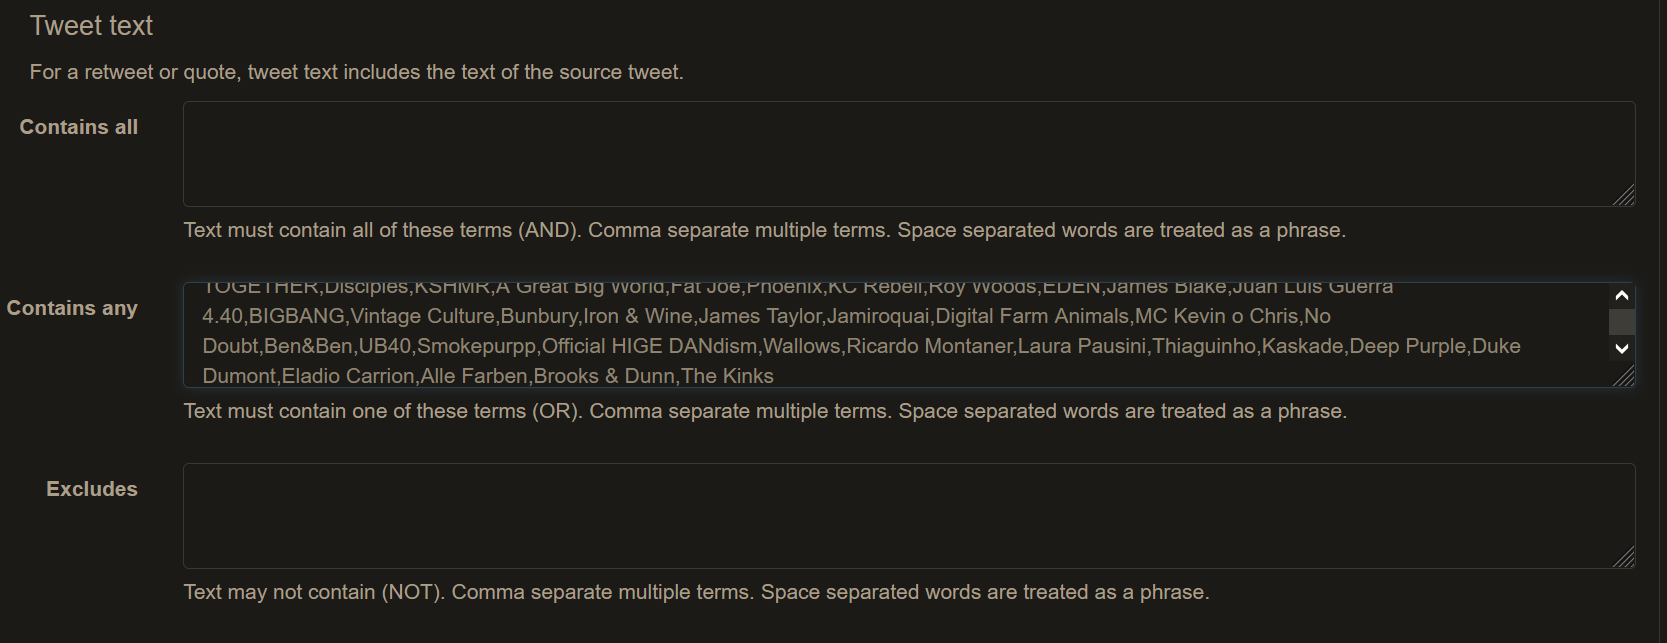 Tweet text
For a retweet or quote, tweet text includes the text of the source tweet.
Contains all
Text must contain all of these terms (AND). Comma separate multiple terms. Space separated words are treated as a phrase.
Contains any
TOGETHER,Disciples,KSHMR,A Great Big World,Fat Joe,Phoenix,KC Rebell,Roy Woods,EDEN,James Blake,Juan Luis Guerra
4.40,BIGBANG,Vintage Culture,Bunbury,Iron & Wine,James Taylor,Jamiroquai,Digital Farm Animals,MC Kevin o Chris,No
Doubt,Ben&Ben,UB40,Smokepurpp,Official HIGE DANdism,Wallows,Ricardo Montaner,Laura Pausini,Thiaguinho,Kaskade,Deep Purple,Duke
Dumont,Eladio Carrion,Alle Farben,Brooks & Dunn,The Kinks
Text must contain one of these terms (OR). Comma separate multiple terms. Space separated words are treated as a phrase.
Excludes
Text may not contain (NOT). Comma separate multiple terms. Space separated words are treated as a phrase.